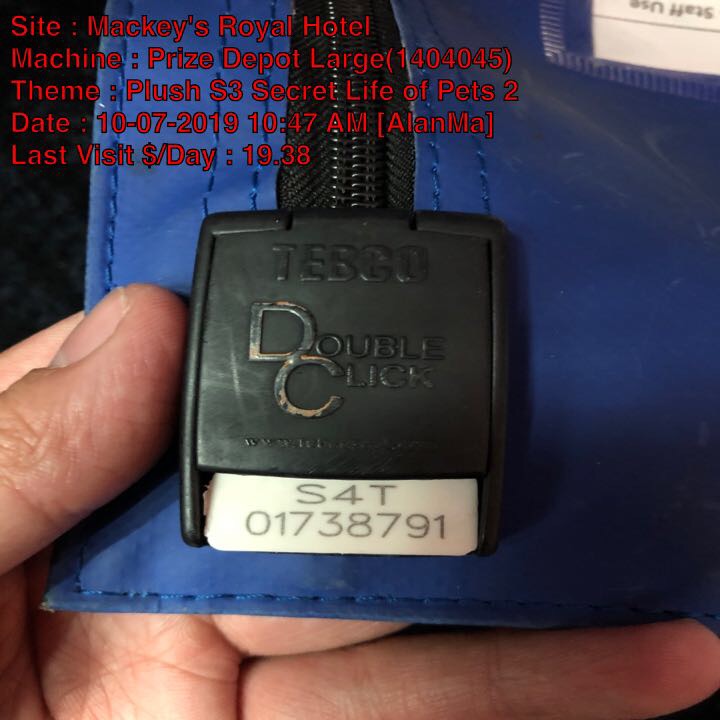 Site : Mackey's Royal Hotel
Machine : Prize Depot Large(1404045)
Theme : Plush S3 Secret Life of Pets 2
Date : 10-07-2019 10:47 AM [AlanMa]
Last Visit $/Day : 19.38
Staff Use
TEBCO
DOUBLE
CLICK
S4T
01738791